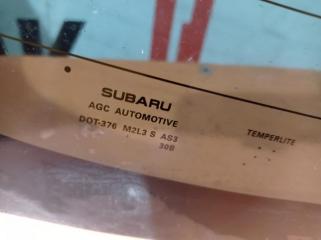 SUBARU
AGC AUTOMOTIVE
DOT-376 M2L3 S AS3
30B
TEMPERLITE